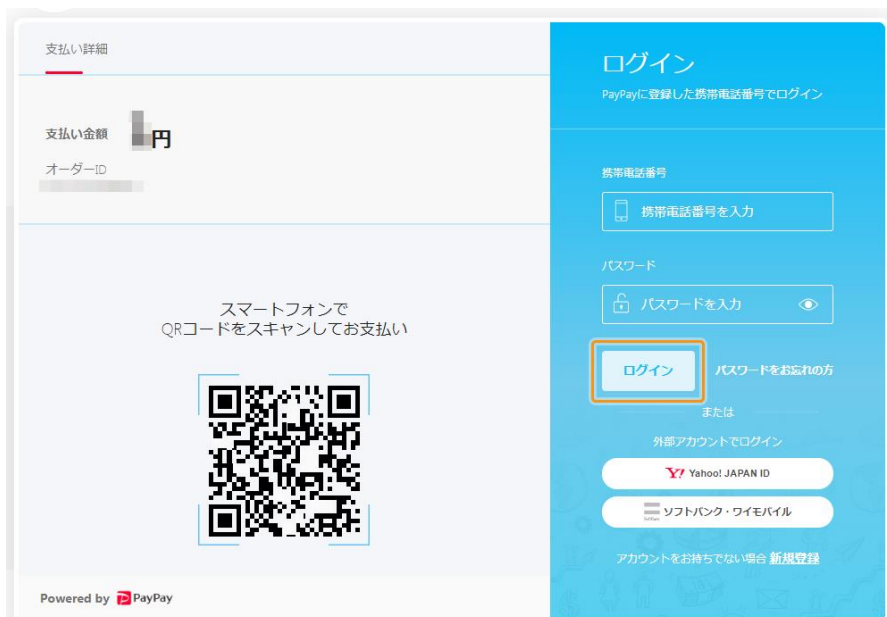 支払い詳細
支払い金額 円
オーダーID
スマートフォンで
QRコードをスキャンしてお支払い
Powered by PayPay
ログイン
PayPayに登録した携帯電話番号でログイン
携帯電話番号
携帯電話番号を入力
パスワード
パスワードを入力
ログイン パスワードをお忘れの方
または
外部アカウントでログイン
Y! Yahoo! JAPAN ID
ソフトバンク・ワイモバイル
アカウントをお持ちでない場合 新規登録